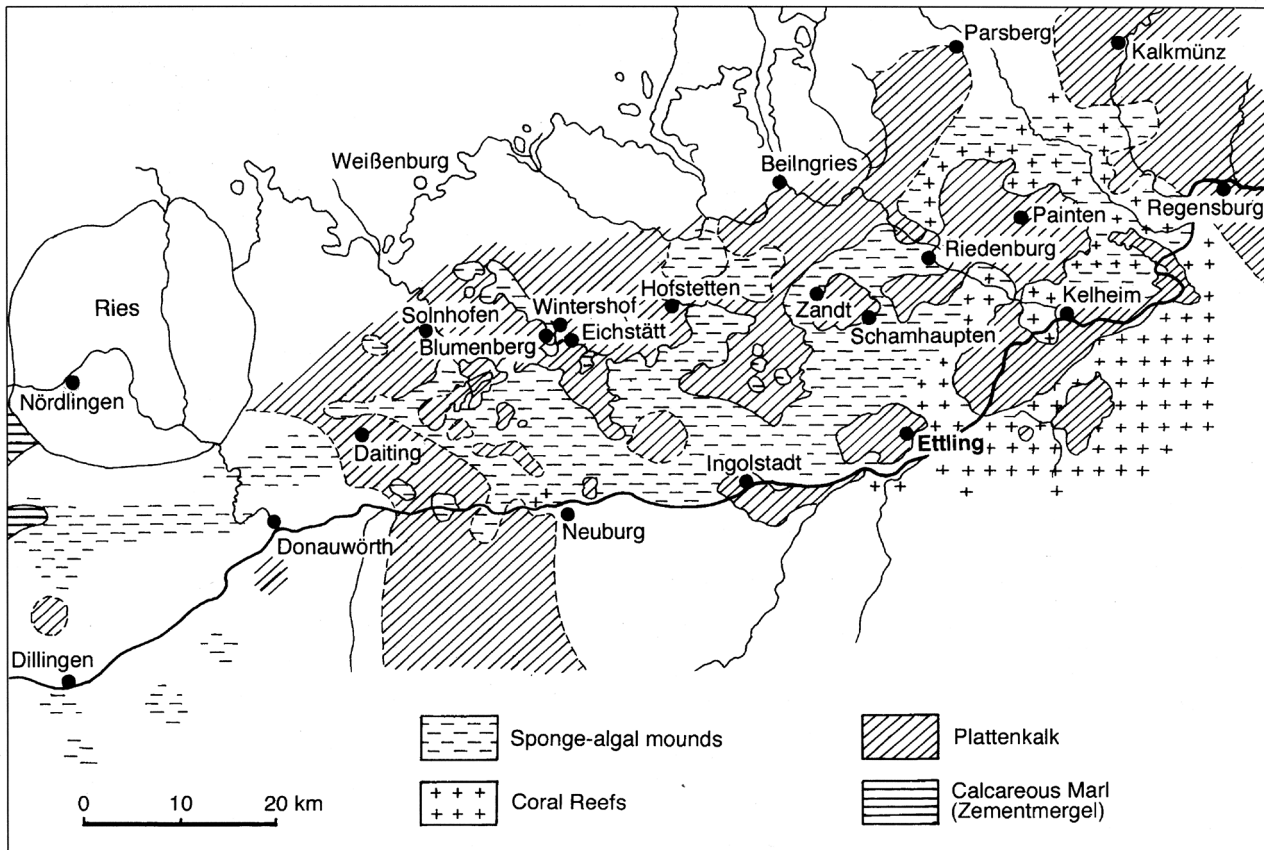 Parsberg
Kalkmünz
Weißenburg
Beilngries
Regensburg
Painten
Riedenburg
Ries
Hofstetten
Zandt
Kelheim
Wintershof
Solnhofen
Eichstätt
Blumenberg
Schamhaupten
Nördlingen
Daiting
Ettling
Ingolstadt
Neuburg
Donauwörth
Dillingen
Sponge-algal mounds
Plattenkalk
Coral Reefs
Calcareous Marl
(Zementmergel)
0 10 20 km